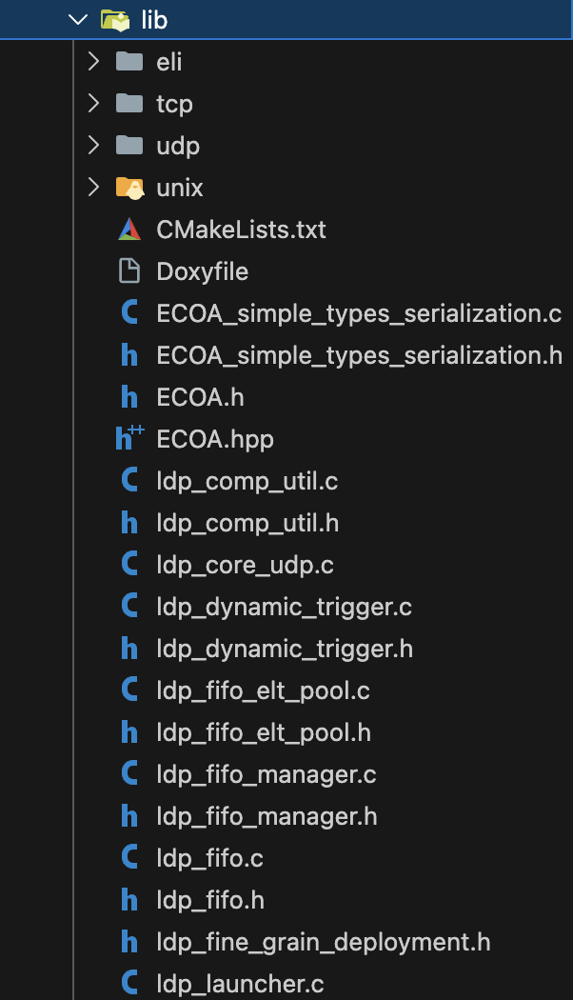 lib
eli
tcp
udp
unix
CMakeLists.txt
Doxyfile
C ECOA_simple_types_serialization.c
h ECOA_simple_types_serialization.h
h ECOA.h
h++ ECOA.hpp
C ldp_comp_util.c
h ldp_comp_util.h
C ldp_core_udp.c
C ldp_dynamic_trigger.c
h ldp_dynamic_trigger.h
C ldp_fifo_elt_pool.c
h ldp_fifo_elt_pool.h
C ldp_fifo_manager.c
h ldp_fifo_manager.h
C ldp_fifo.c
h ldp_fifo.h
h ldp_fine_grain_deployment.h
C ldp_launcher.c